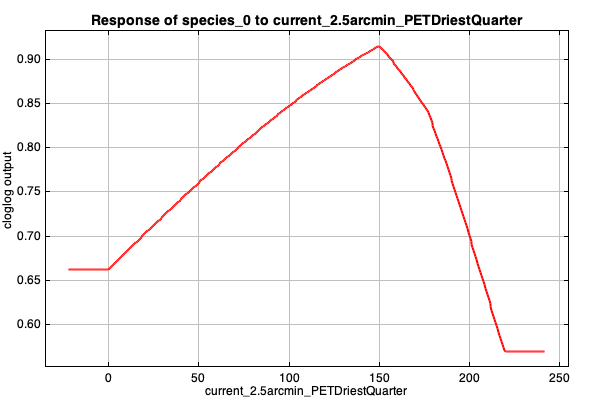 Response of species_0 to current_2.5arcmin_PETDriestQuarter
0.90
0.85
0.80
0.75
0.70
0.65
0.60
cloglog output
0 50 100 150 200 250
current_2.5arcmin_PETDriestQuarter